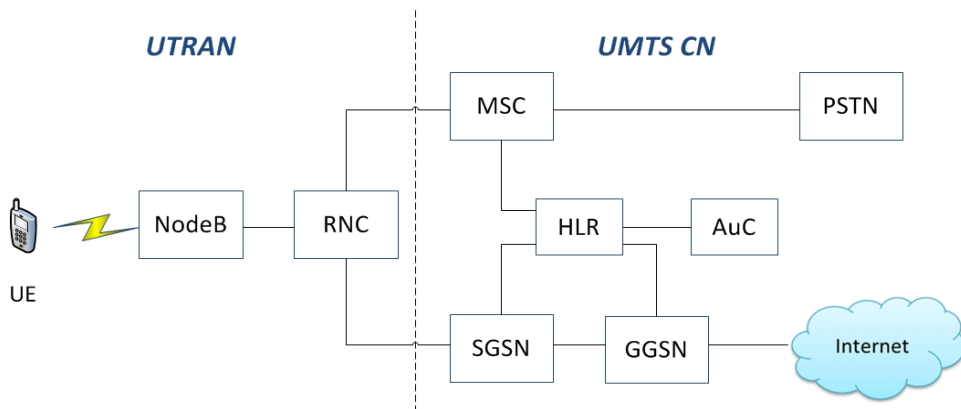 UTRAN
UMTS CN
MSC
PSTN
NodeB
RNC
HLR
AuC
UE
SGSN
GGSN
Internet